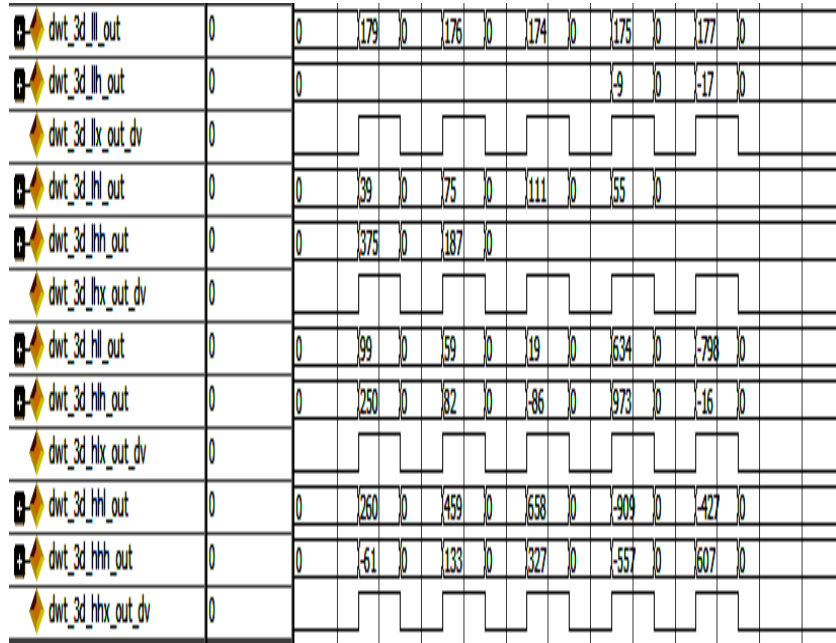 dwt_3d_lll_out 0 0 179 0 176 0 174 0 175 0 177 0
dwt_3d_llh_out 0 0 -9 0 -17 0
dwt_3d_llx_out_dv 0
dwt_3d_lhl_out 0 0 39 0 75 0 111 0 55 0
dwt_3d_lhh_out 0 0 375 0 187 0
dwt_3d_lhx_out_dv 0
dwt_3d_hll_out 0 0 99 0 59 0 19 0 634 0 -798 0
dwt_3d_hlh_out 0 0 250 0 82 0 -86 0 973 0 -16 0
dwt_3d_hlx_out_dv 0
dwt_3d_hhl_out 0 0 260 0 459 0 658 0 -909 0 -427 0
dwt_3d_hhh_out 0 0 -61 0 133 0 327 0 -557 0 607 0
dwt_3d_hhx_out_dv 0